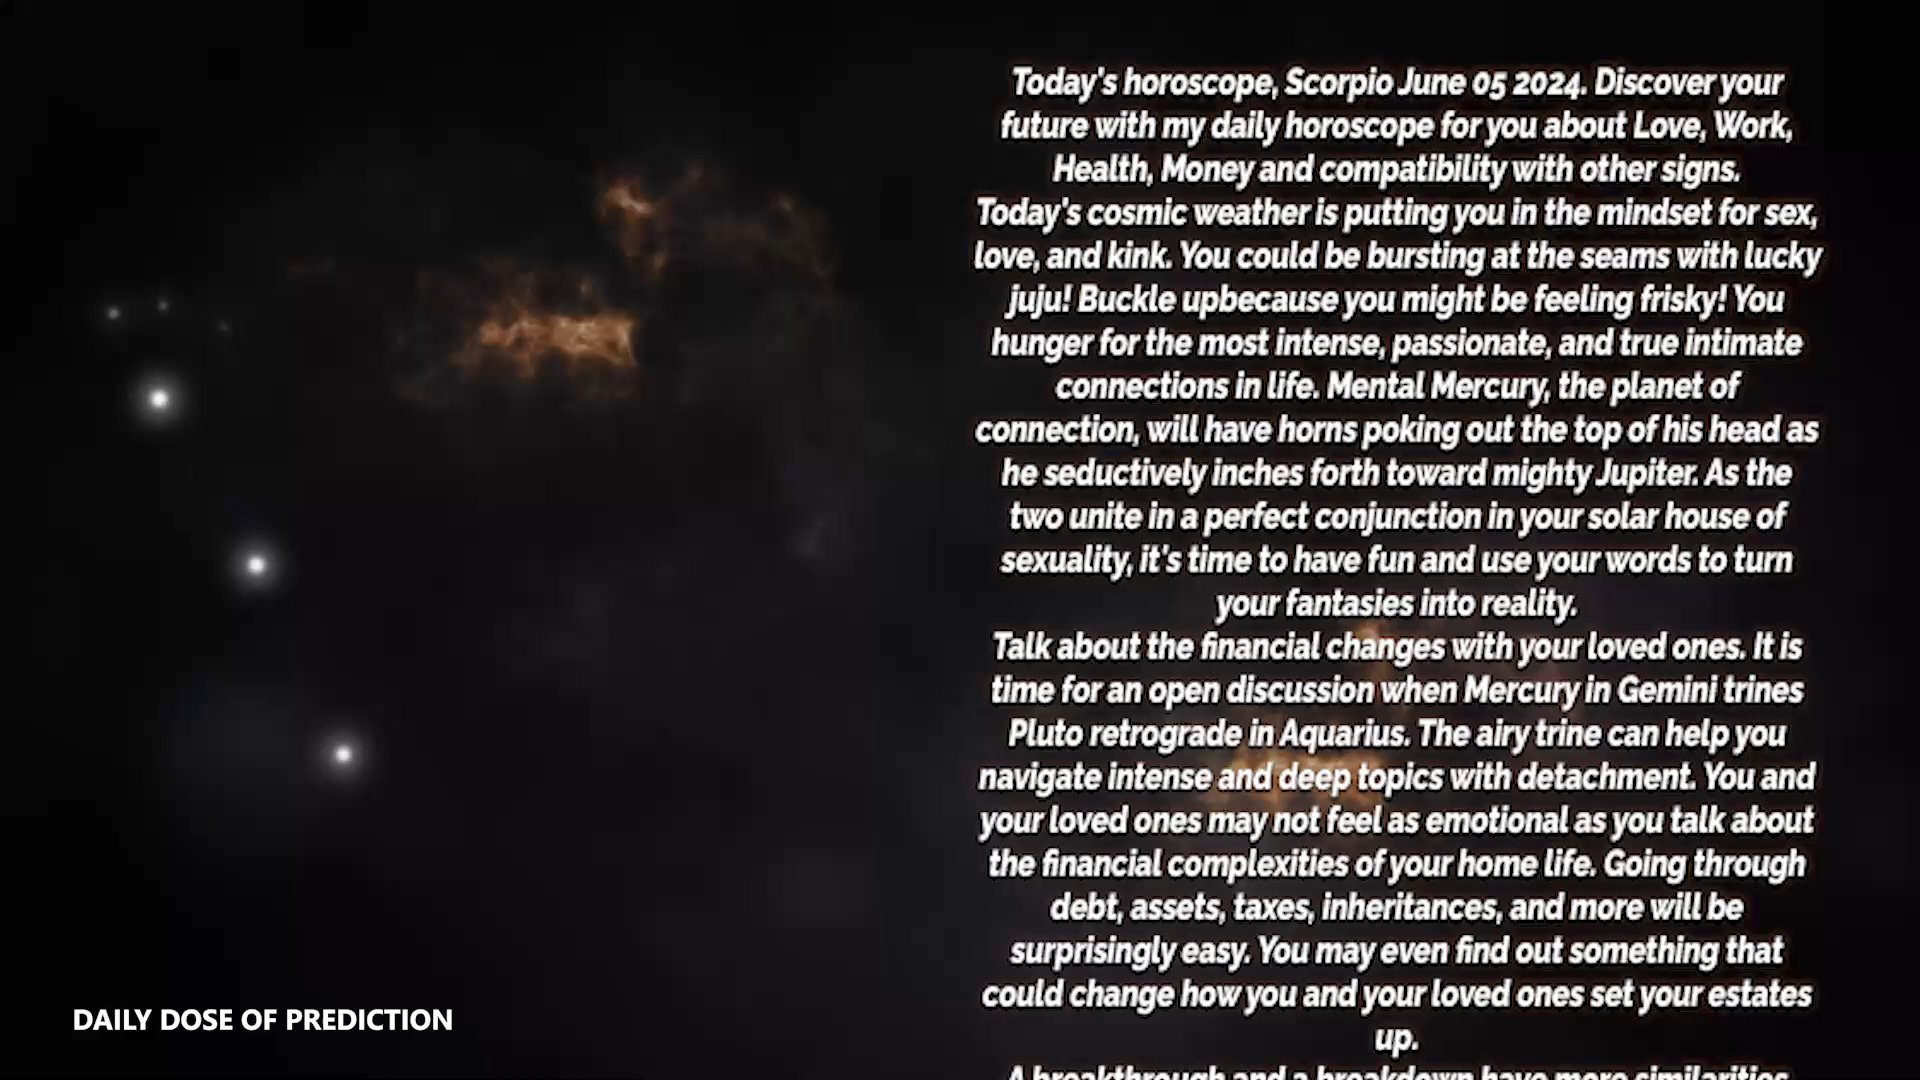 Today's horoscope, Scorpio June 05 2024. Discover your
future with my daily horoscope for you about Love, Work,
Health, Money and compatibility with other signs.
Today's cosmic weather is putting you in the mindset for sex,
love, and kink. You could be bursting at the seams with lucky
juju! Buckle upbecause you might be feeling frisky! You
hunger for the most intense, passionate, and true intimate
connections in life. Mental Mercury, the planet of
connection, will have horns poking out the top of his head as
he seductively inches forth toward mighty Jupiter. As the
two unite in a perfect conjunction in your solar house of
sexuality, it's time to have fun and use your words to turn
your fantasies into reality.
Talk about the financial changes with your loved ones. It is
time for an open discussion when Mercury in Gemini trines
Pluto retrograde in Aquarius. The airy trine can help you
navigate intense and deep topics with detachment. You and
your loved ones may not feel as emotional as you talk about
the financial complexities of your home life. Going through
debt, assets, taxes, inheritances, and more will be
surprisingly easy. You may even find out something that
could change how you and your loved ones set your estates
up.
A breakthrough and a breakdown have more similarities
DAILY DOSE OF PREDICTION